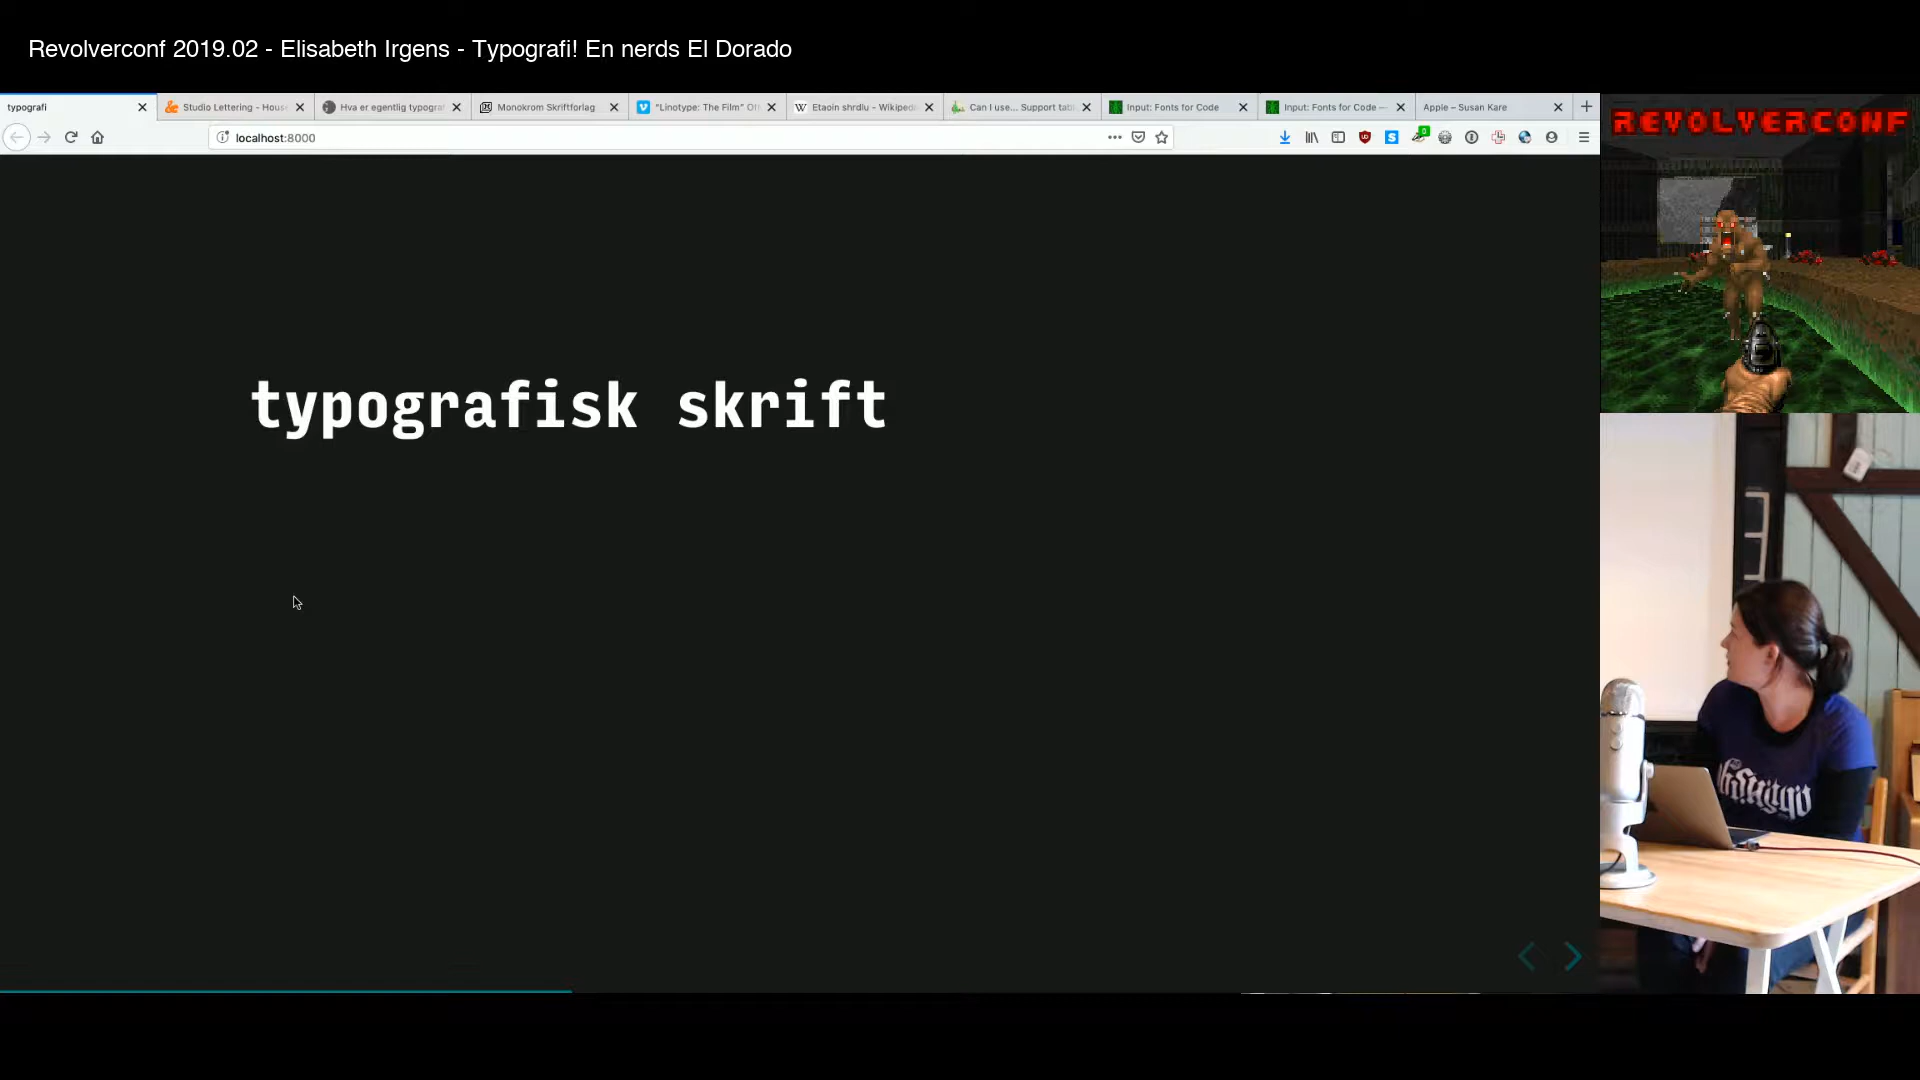 Revolverconf 2019.02 - Elisabeth Irgens - Typografi! En nerds El Dorado
typografi
Studio Lettering - Hous
Hva er egentlig typograf
Monokrom Skriftforlag
"Linotype: The Film" Of
Etaoin shrdlu - Wikiped
Can I use... Support tabl
Input: Fonts for Code
Input: Fonts for Code —
Apple – Susan Kare
localhost:8000
REVOLVERCONF
typografisk skrift